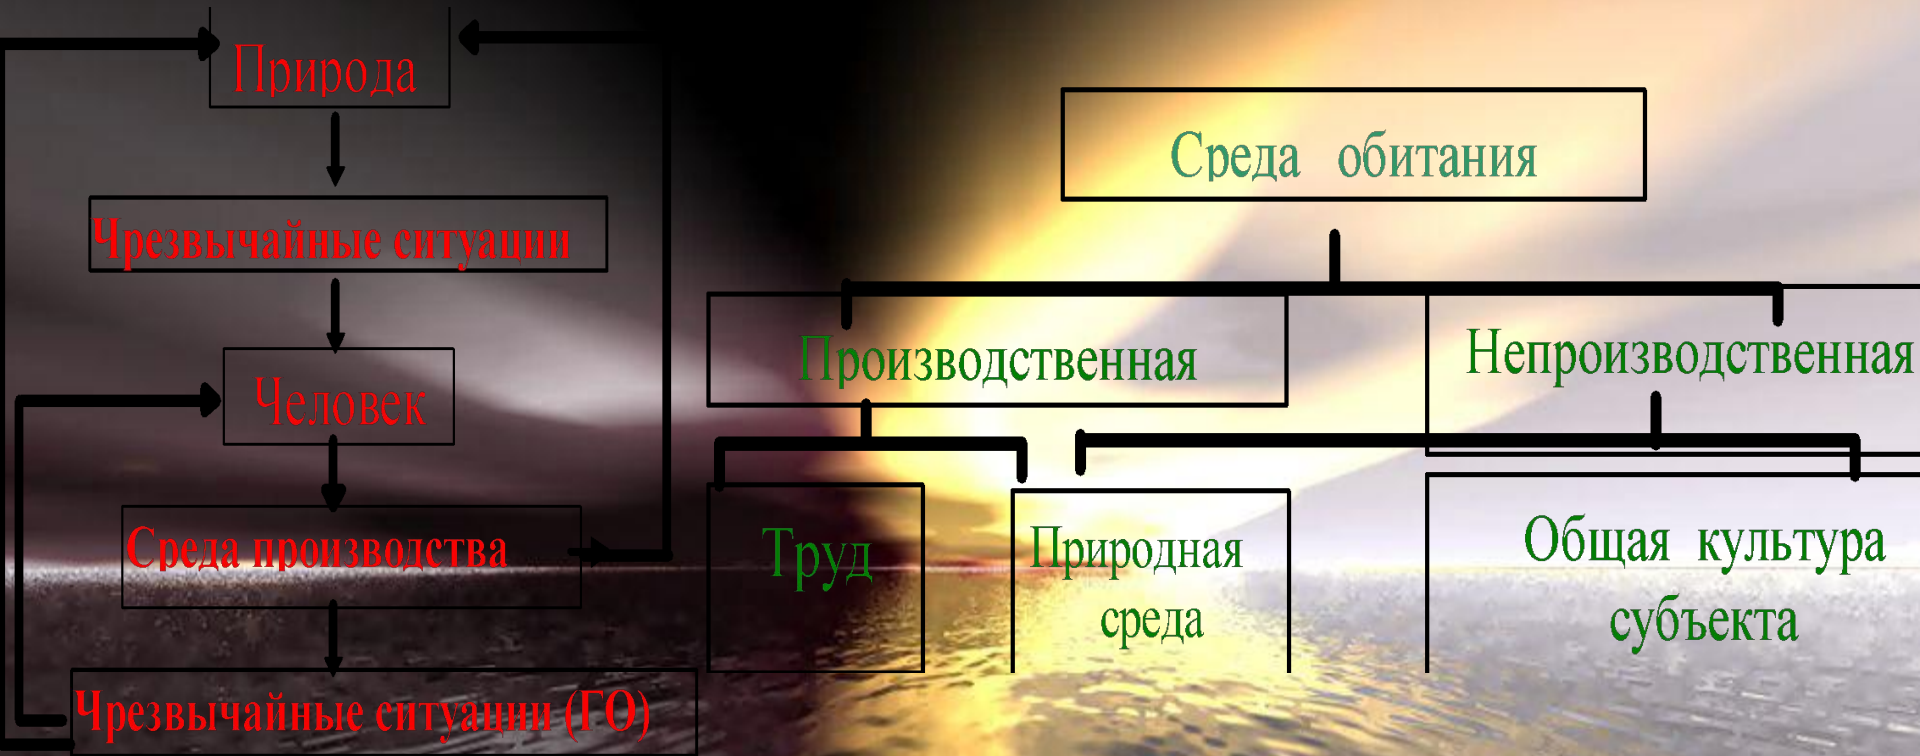 Природа
Чрезвычайные ситуации
Человек
Среда производства
Чрезвычайные ситуации (ГО)
Среда обитания
Производственная
Непроизводственная
Труд
Природная
среда
Общая культура
субъекта